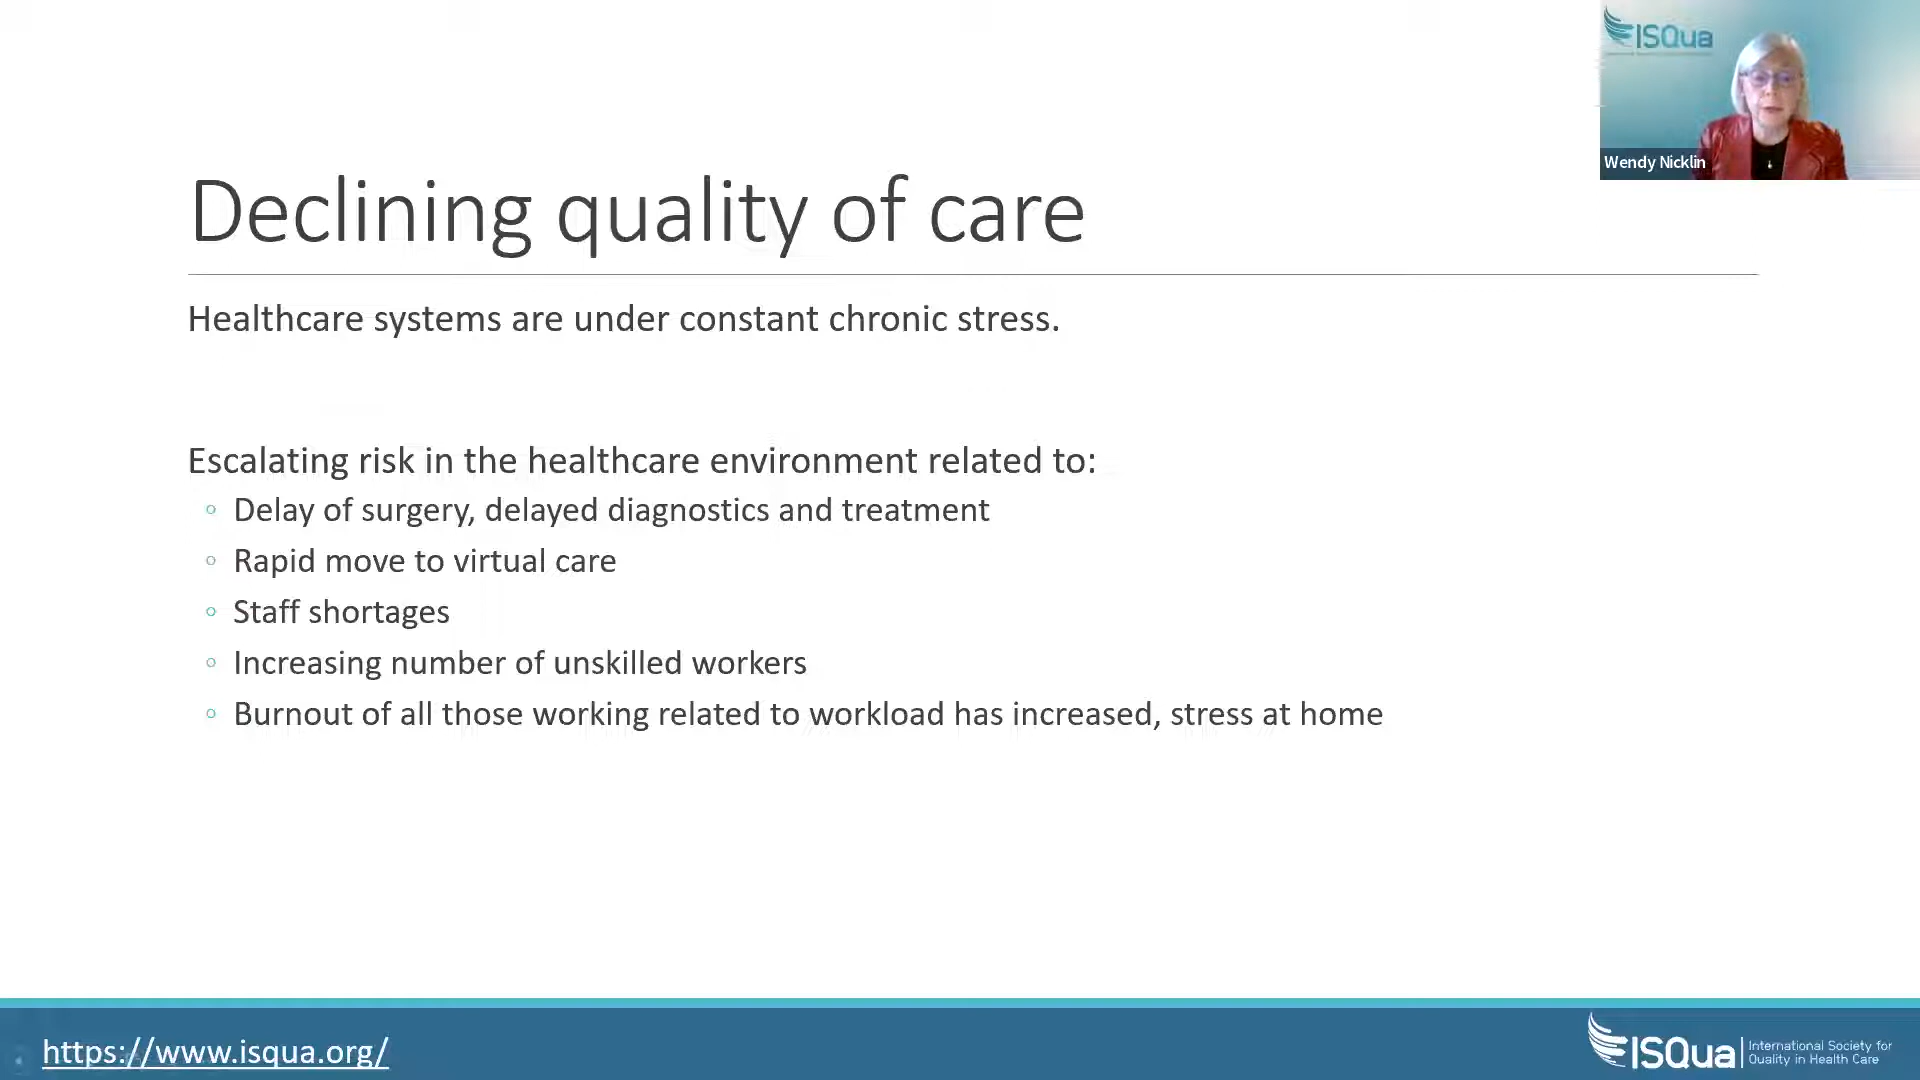 ISQua
Wendy Nicklin
Declining quality of care
Healthcare systems are under constant chronic stress.
Escalating risk in the healthcare environment related to:
◦ Delay of surgery, delayed diagnostics and treatment
◦ Rapid move to virtual care
◦ Staff shortages
◦ Increasing number of unskilled workers
◦ Burnout of all those working related to workload has increased, stress at home
https://www.isqua.org/
ISQua
International Society for
Quality in Health Care